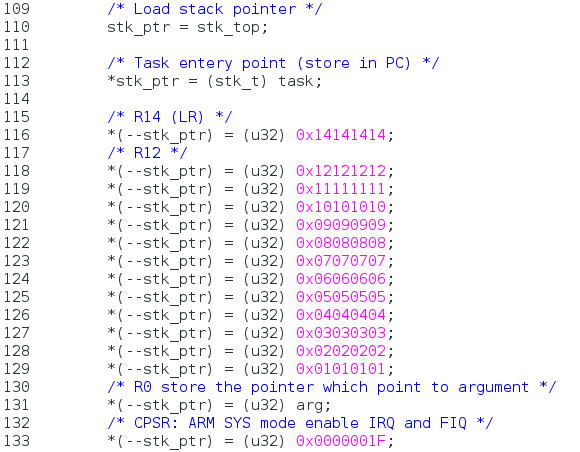 109 /* Load stack pointer */
110 stk_ptr = stk_top;
111
112 /* Task entery point (store in PC) */
113 *stk_ptr = (stk_t) task;
114
115 /* R14 (LR) */
116 *(--stk_ptr) = (u32) 0x14141414;
117 /* R12 */
118 *(--stk_ptr) = (u32) 0x12121212;
119 *(--stk_ptr) = (u32) 0x11111111;
120 *(--stk_ptr) = (u32) 0x10101010;
121 *(--stk_ptr) = (u32) 0x09090909;
122 *(--stk_ptr) = (u32) 0x08080808;
123 *(--stk_ptr) = (u32) 0x07070707;
124 *(--stk_ptr) = (u32) 0x06060606;
125 *(--stk_ptr) = (u32) 0x05050505;
126 *(--stk_ptr) = (u32) 0x04040404;
127 *(--stk_ptr) = (u32) 0x03030303;
128 *(--stk_ptr) = (u32) 0x02020202;
129 *(--stk_ptr) = (u32) 0x01010101;
130 /* R0 store the pointer which point to argument */
131 *(--stk_ptr) = (u32) arg;
132 /* CPSR: ARM SYS mode enable IRQ and FIQ */
133 *(--stk_ptr) = (u32) 0x0000001F;